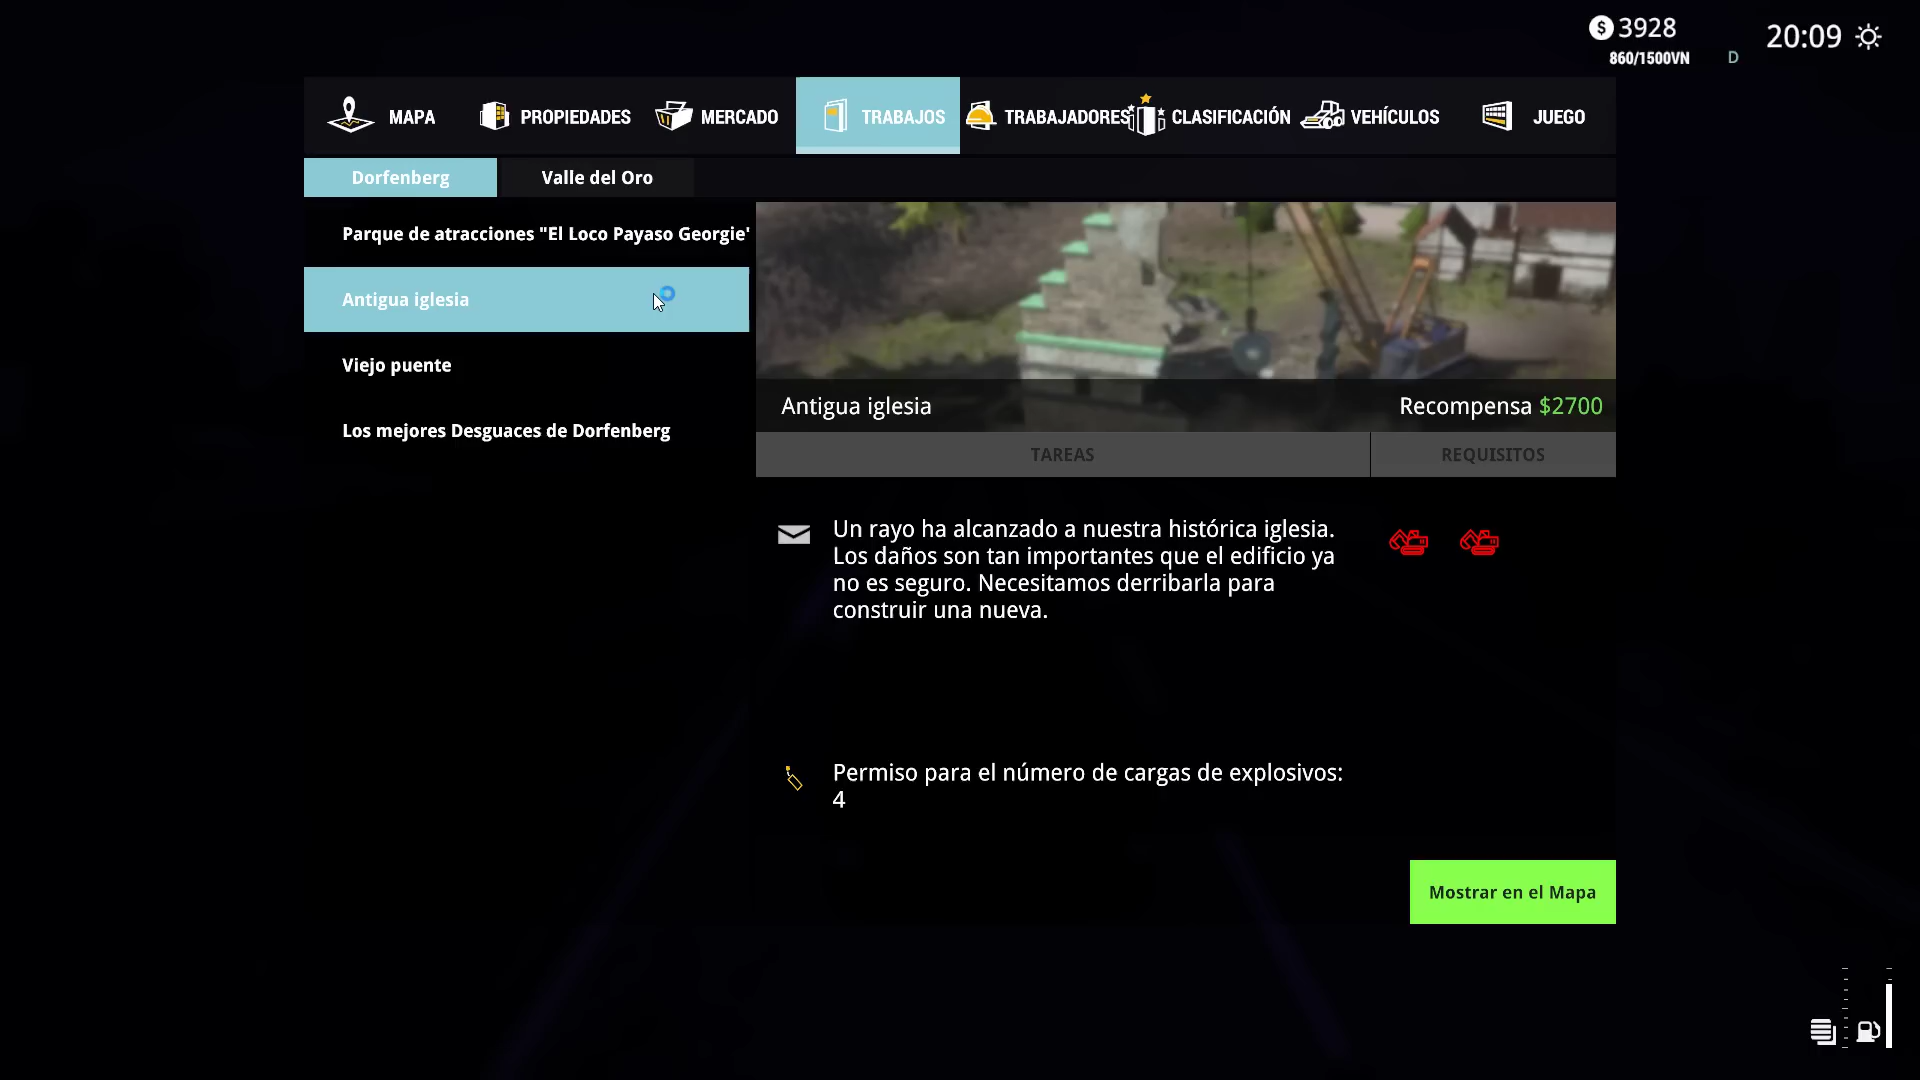 $ 3928
860/1500VN
D
20:09
MAPA
PROPIEDADES
MERCADO
TRABAJOS
TRABAJADORES
CLASIFICACIÓN
VEHÍCULOS
JUEGO
Dorfenberg
Valle del Oro
Parque de atracciones "El Loco Payaso Georgie'
Antigua iglesia
Viejo puente
Los mejores Desguaces de Dorfenberg
Antigua iglesia
Recompensa $2700
TAREAS
REQUISITOS
Un rayo ha alcanzado a nuestra histórica iglesia.
Los daños son tan importantes que el edificio ya
no es seguro. Necesitamos derribarla para
construir una nueva.
Permiso para el número de cargas de explosivos:
4
Mostrar en el Mapa